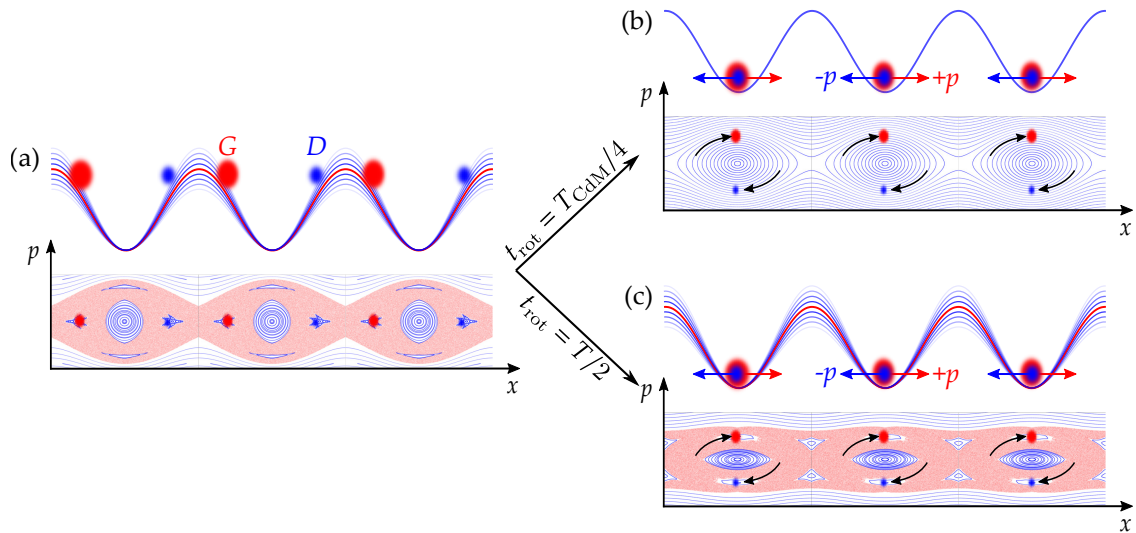 (a)
G
D
p
x
t_rot = T_CdM/4
t_rot = T/2
(b)
-p
+p
p
x
(c)
-p
+p
p
x